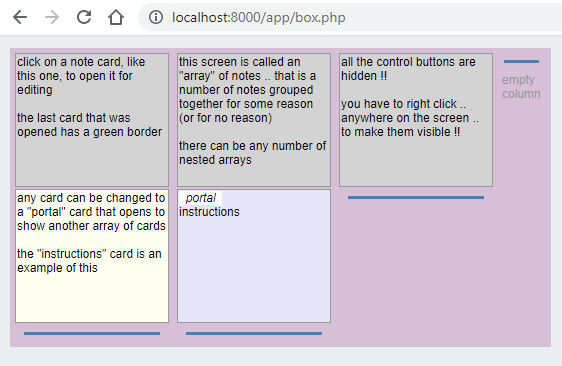 localhost:8000/app/box.php
click on a note card, like
this one, to open it for
editing
the last card that was
opened has a green border
this screen is called an
"array" of notes .. that is a
number of notes grouped
together for some reason
(or for no reason)
there can be any number of
nested arrays
all the control buttons are
hidden !!
you have to right click ..
anywhere on the screen ..
to make them visible !!
empty
column
any card can be changed to
a "portal" card that opens to
show another array of cards
the "instructions" card is an
example of this
portal
instructions